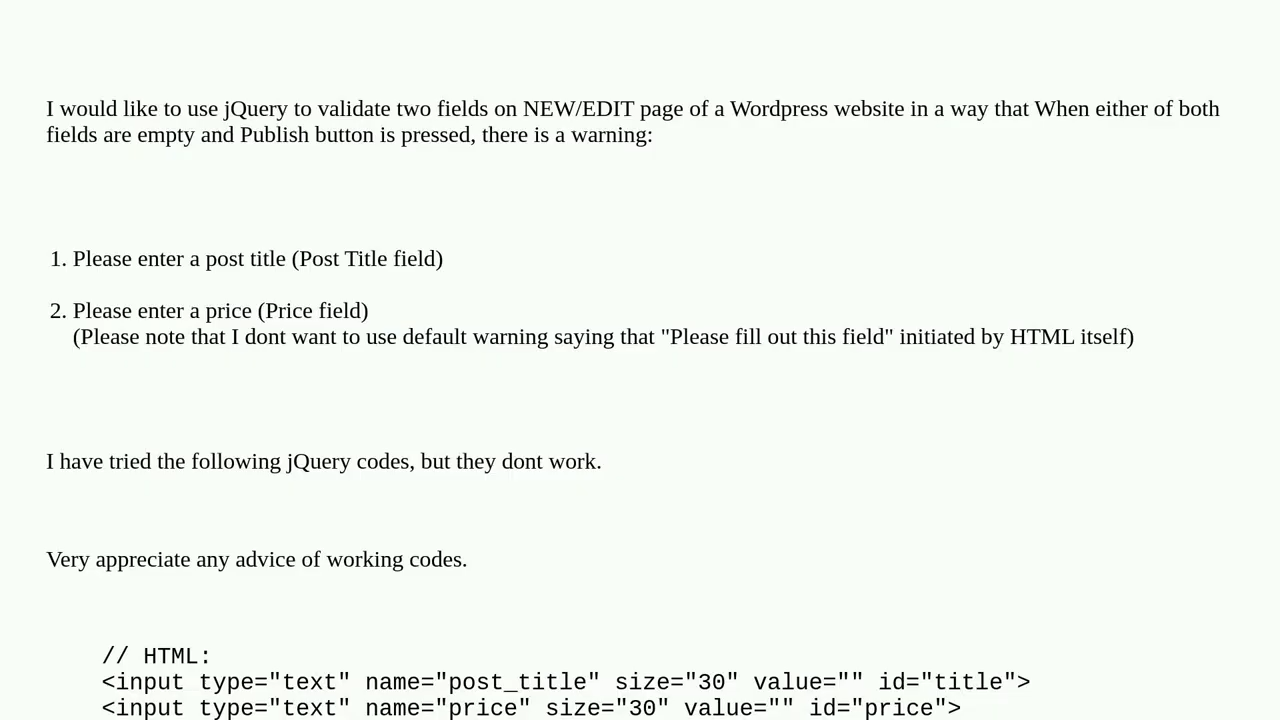 I would like to use jQuery to validate two fields on NEW/EDIT page of a Wordpress website in a way that When either of both
fields are empty and Publish button is pressed, there is a warning:
1. Please enter a post title (Post Title field)
2. Please enter a price (Price field)
(Please note that I dont want to use default warning saying that "Please fill out this field" initiated by HTML itself)
I have tried the following jQuery codes, but they dont work.
Very appreciate any advice of working codes.
// HTML:
<input type="text" name="post_title" size="30" value="" id="title">
<input type="text" name="price" size="30" value="" id="price">